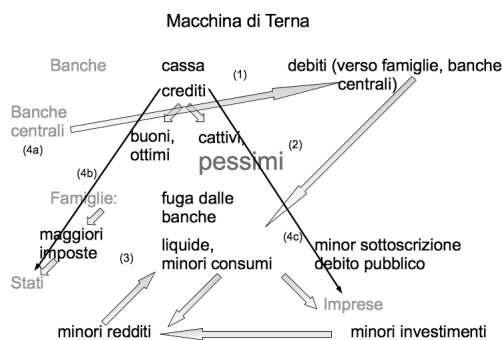 Macchina di Terna
Banche
cassa
(1)
debiti (verso famiglie, banche
centrali)
crediti
Banche
centrali
(4a)
buoni,
ottimi
cattivi,
(2)
pessimi
(4b)
Famiglie:
fuga dalle
banche
maggiori
imposte
(3)
liquide,
minori consumi
(4c)
minor sottoscrizione
debito pubblico
Stati
Imprese
minori redditi
minori investimenti